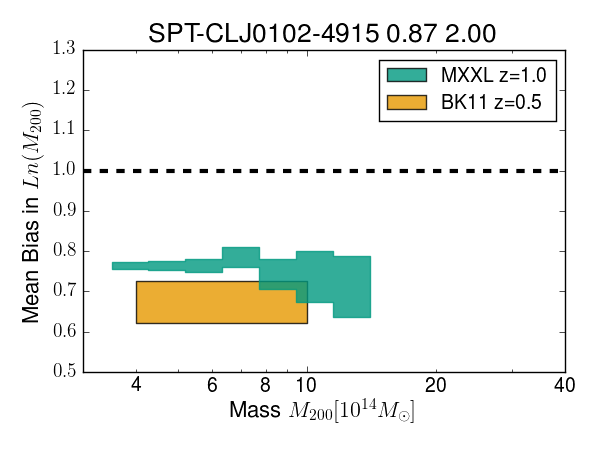 SPT-CLJ0102-4915 0.87 2.00
1.3
1.2
1.1
1.0
0.9
0.8
0.7
0.6
0.5
Mean Bias in Ln(M200)
MXXL z=1.0
BK11 z=0.5
4 6 8 10 20 40
Mass M200[10^14 M⊙]